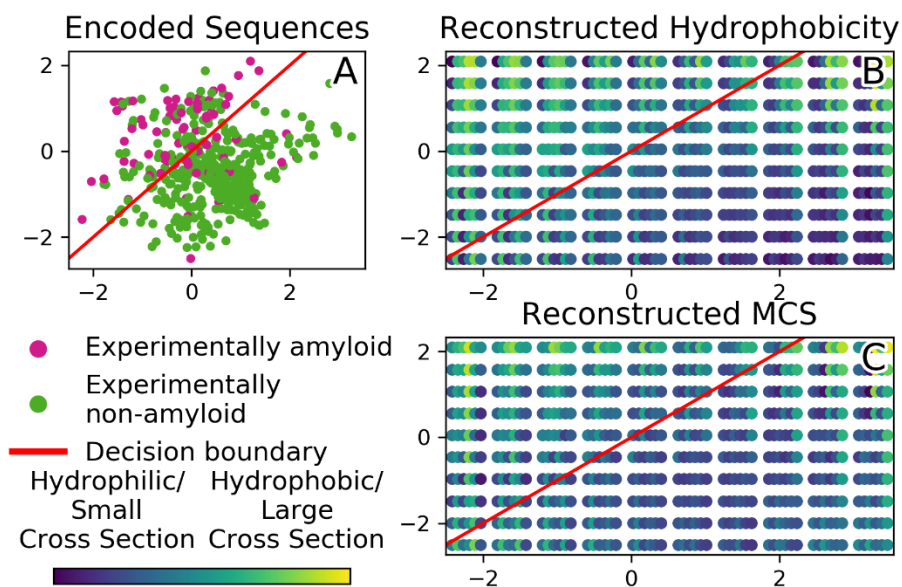 Encoded Sequences
A
2
0
−2
−2
0
2
Reconstructed Hydrophobicity
B
2
0
−2
−2
0
2
Experimentally amyloid
Experimentally
non-amyloid
Decision boundary
Hydrophilic/
Small
Cross Section
Hydrophobic/
Large
Cross Section
Reconstructed MCS
C
2
0
−2
−2
0
2